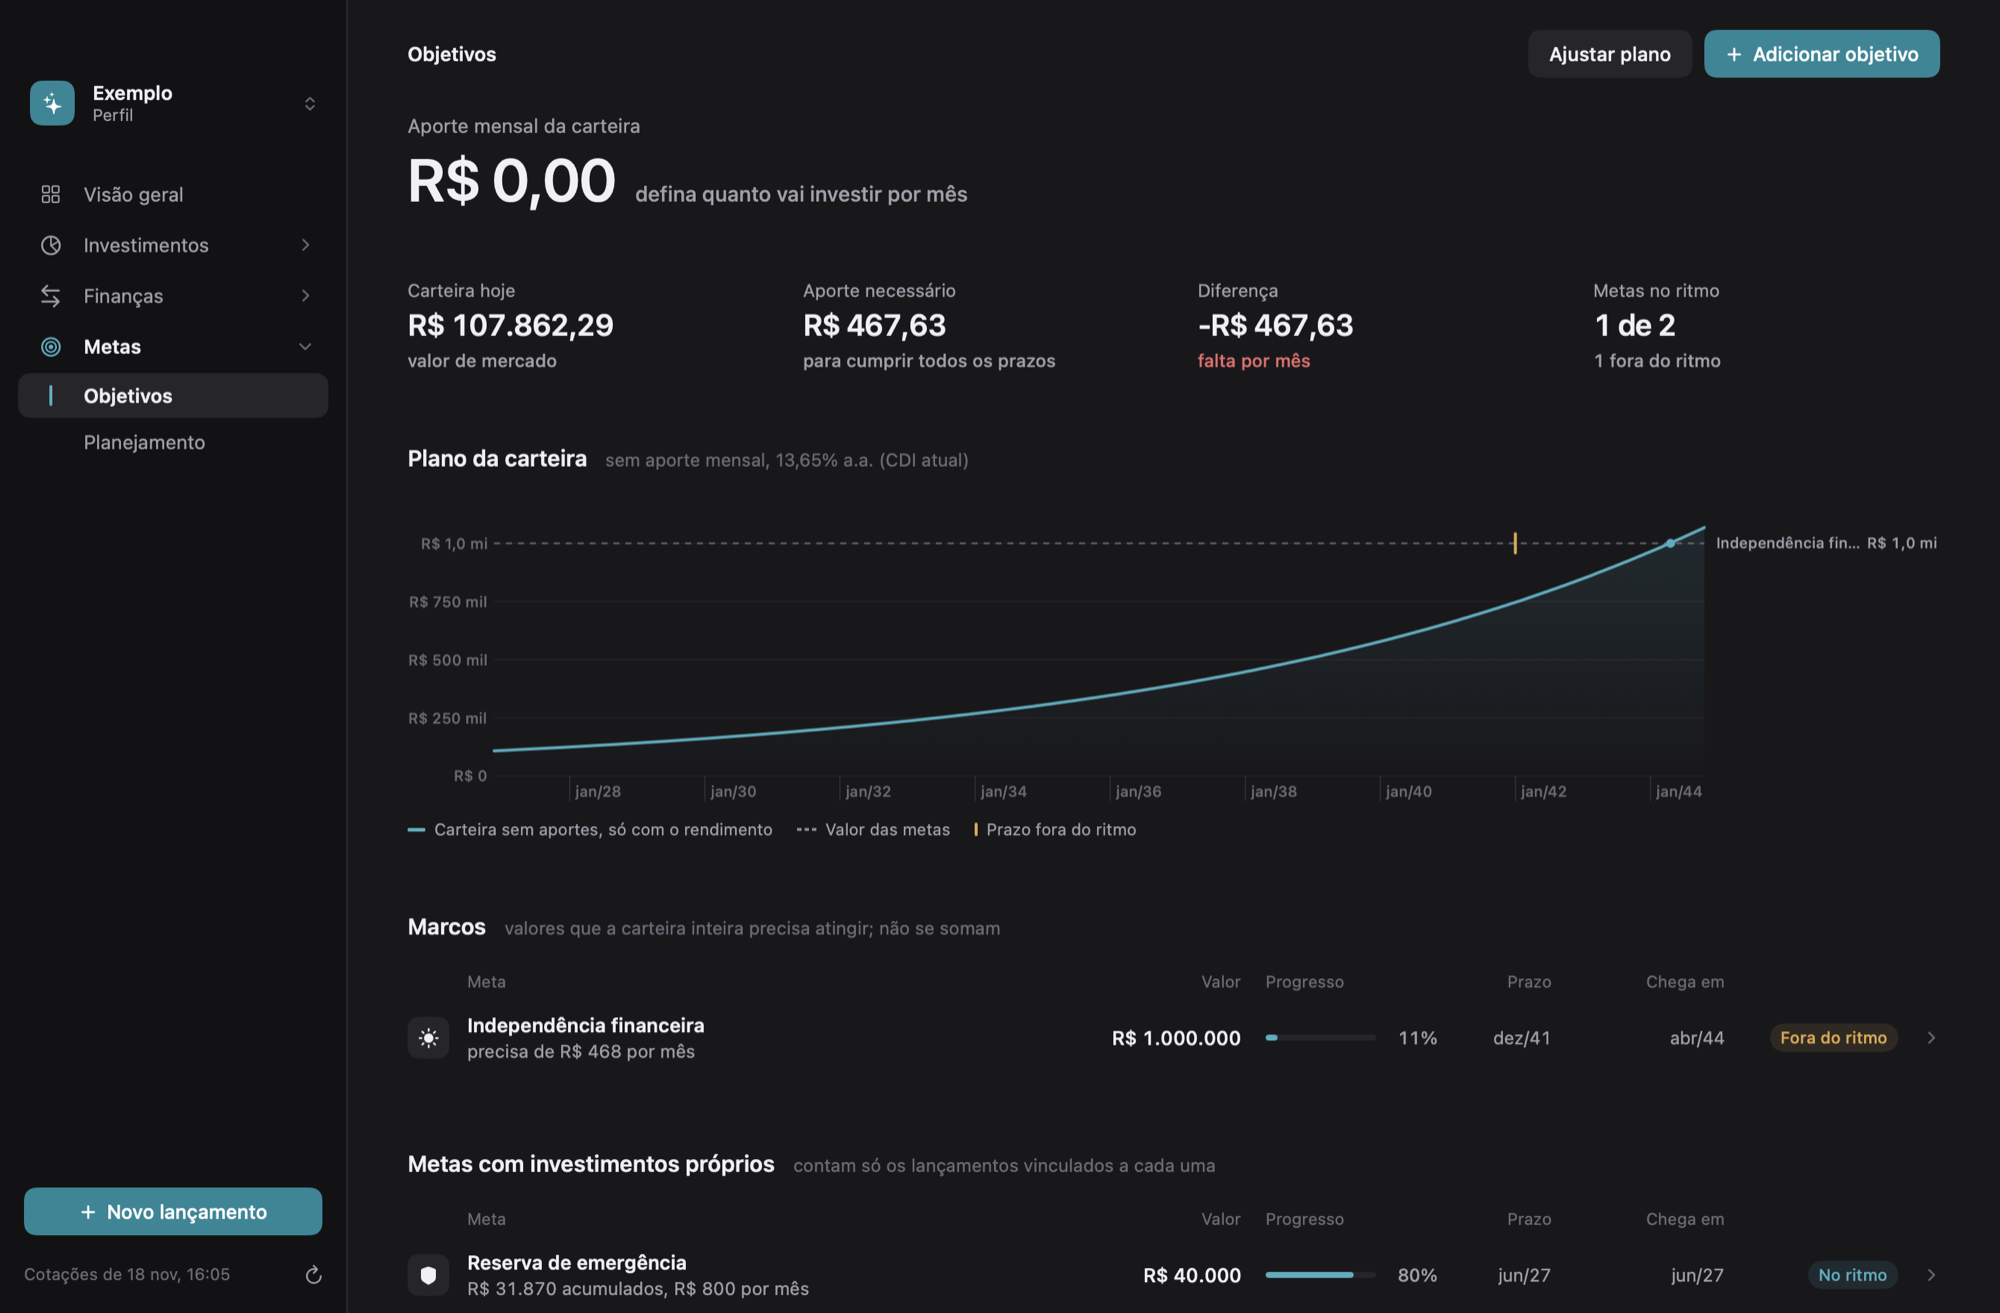 Exemplo
Perfil
Visão geral
Investimentos
Finanças
Metas
Objetivos
Planejamento
+ Novo lançamento
Cotações de 18 nov, 16:05
Objetivos
Ajustar plano
+ Adicionar objetivo
Aporte mensal da carteira
R$ 0,00 defina quanto vai investir por mês
Carteira hoje
R$ 107.862,29
valor de mercado
Aporte necessário
R$ 467,63
para cumprir todos os prazos
Diferença
-R$ 467,63
falta por mês
Metas no ritmo
1 de 2
1 fora do ritmo
Plano da carteira sem aporte mensal, 13,65% a.a. (CDI atual)
R$ 1,0 mi
R$ 750 mil
R$ 500 mil
R$ 250 mil
R$ 0
Independência fin... R$ 1,0 mi
jan/28 jan/30 jan/32 jan/34 jan/36 jan/38 jan/40 jan/42 jan/44
Carteira sem aportes, só com o rendimento Valor das metas Prazo fora do ritmo
Marcos valores que a carteira inteira precisa atingir; não se somam
Meta Valor Progresso Prazo Chega em
Independência financeira
precisa de R$ 468 por mês
R$ 1.000.000 11% dez/41 abr/44 Fora do ritmo
Metas com investimentos próprios contam só os lançamentos vinculados a cada uma
Meta Valor Progresso Prazo Chega em
Reserva de emergência
R$ 31.870 acumulados, R$ 800 por mês
R$ 40.000 80% jun/27 jun/27 No ritmo